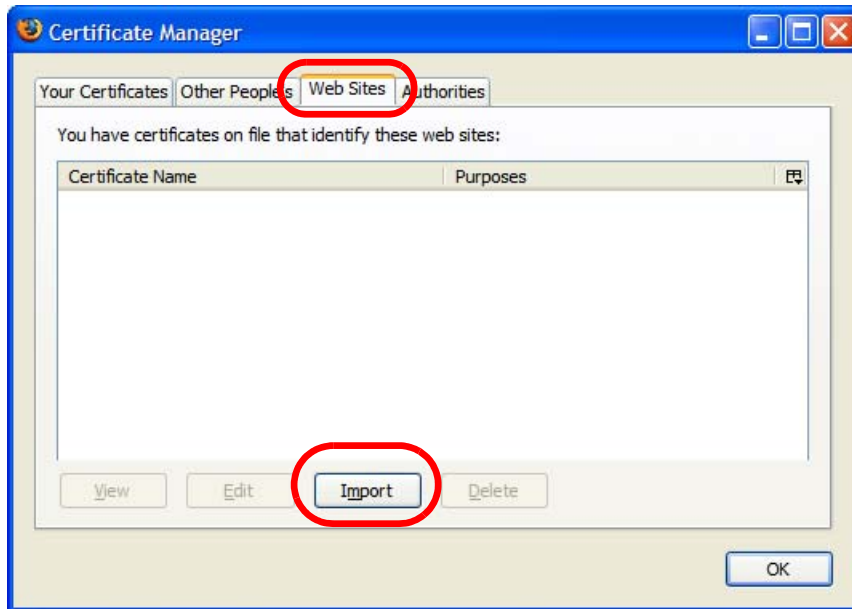 Certificate Manager
Your Certificates Other People's Web Sites Authorities
You have certificates on file that identify these web sites:
Certificate Name Purposes
View Edit Import Delete
OK